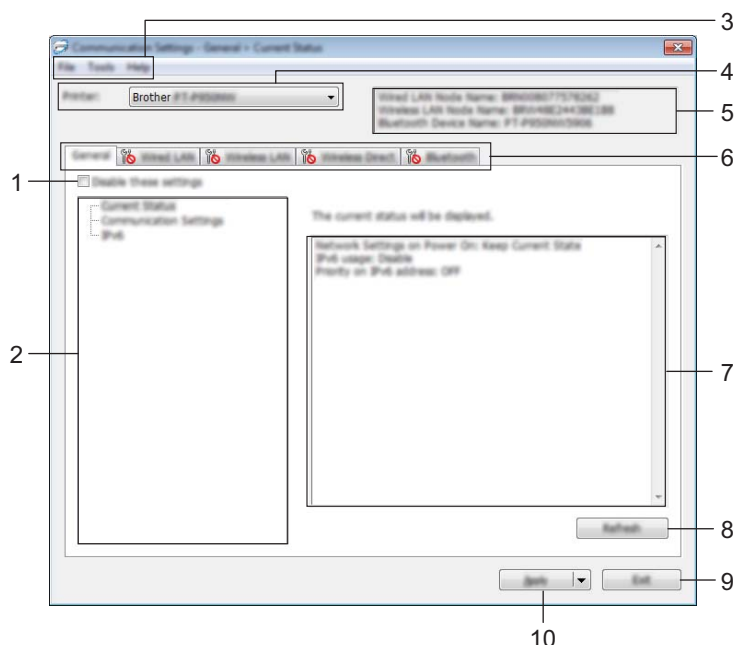 3
Communication Settings - General > Current Status
File Tools Help
4
Printer:
Brother PT-P950NW
Wired LAN Node Name:
Wireless LAN Node Name:
Bluetooth Device Name:
5
General Wired LAN Wireless LAN Wireless Direct Bluetooth
6
1
Disable these settings
Current Status
Communication Settings
IPv6
The current status will be displayed.
Network Settings on Power On: Keep Current State
IPv6 usage: Disable
Priority on IPv6 address: OFF
2
7
Refresh
8
Apply
Exit
9
10